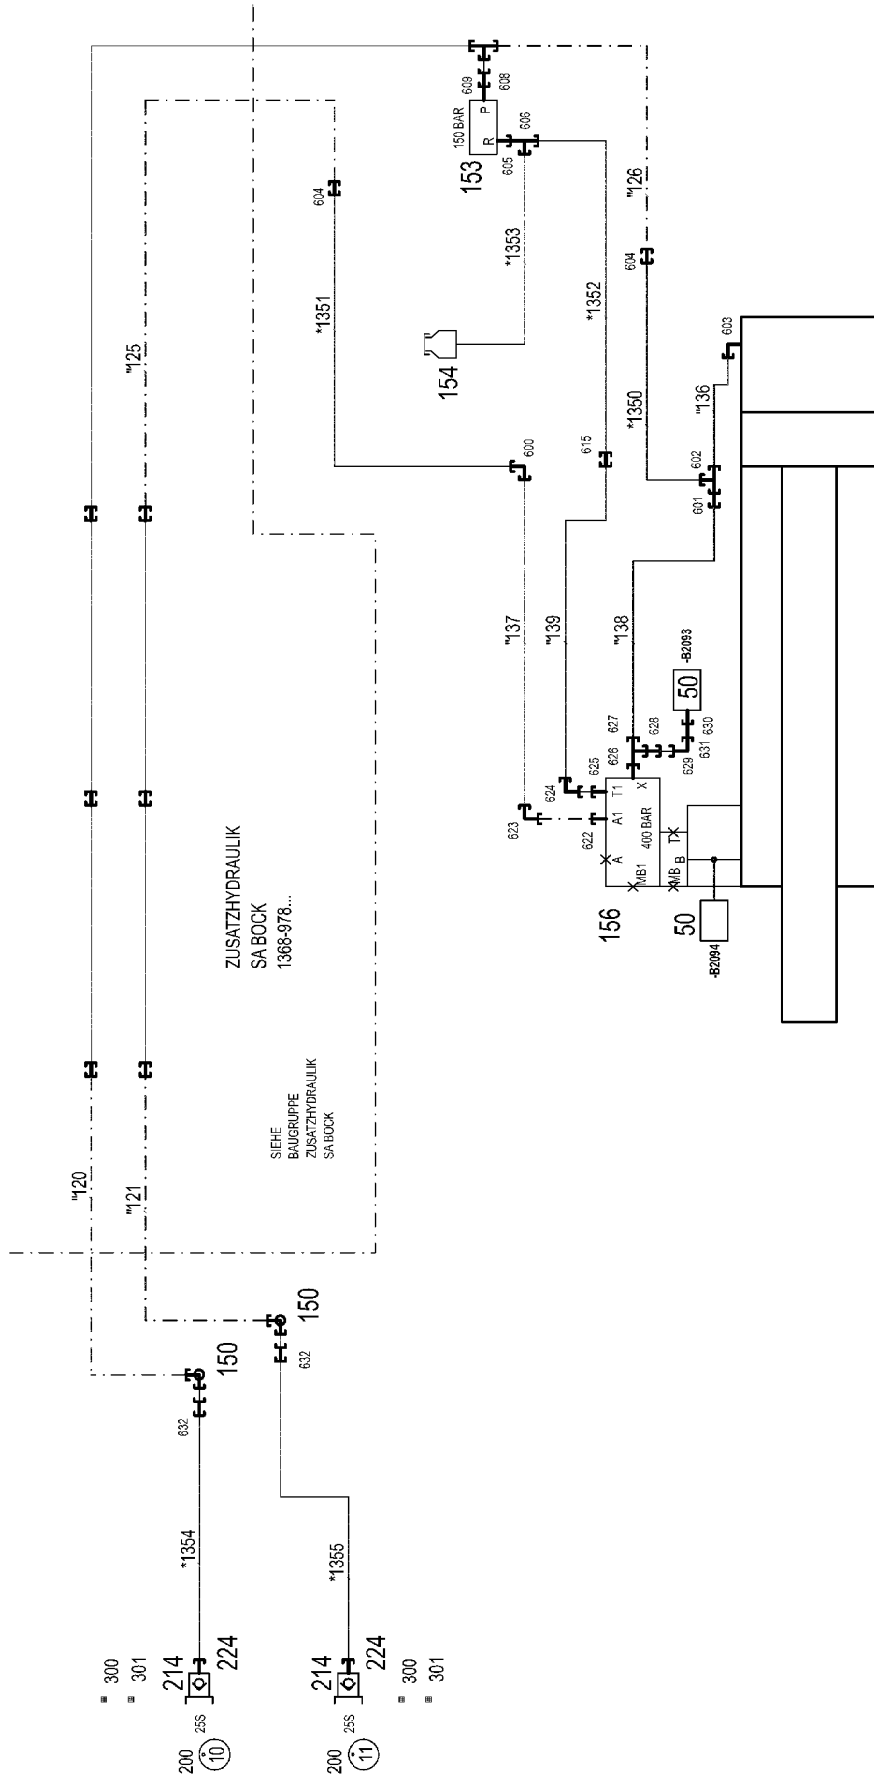 "120
"121
"125
ZUSATZHYDRAULIK
SA BOCK
1368-978...
SIEHE
BAUGRUPPE
ZUSATZHYDRAULIK
SA BOCK
604
*1351
600
"137
623
622
609
608
150 BAR
P
R
606
605
153
*1353
154
*1352
615
"139
624
625
"126
604
*1350
601
602
"136
603
"138
627
626
628
629
631
630
50
-B2093
T1
X
A1
A
400 BAR
MB1
T
MB
B
156
50
-B2094
150
632
*1354
150
632
*1355
300
301
214
224
25S
200
10
*
214
224
25S
200
11
*
300
301